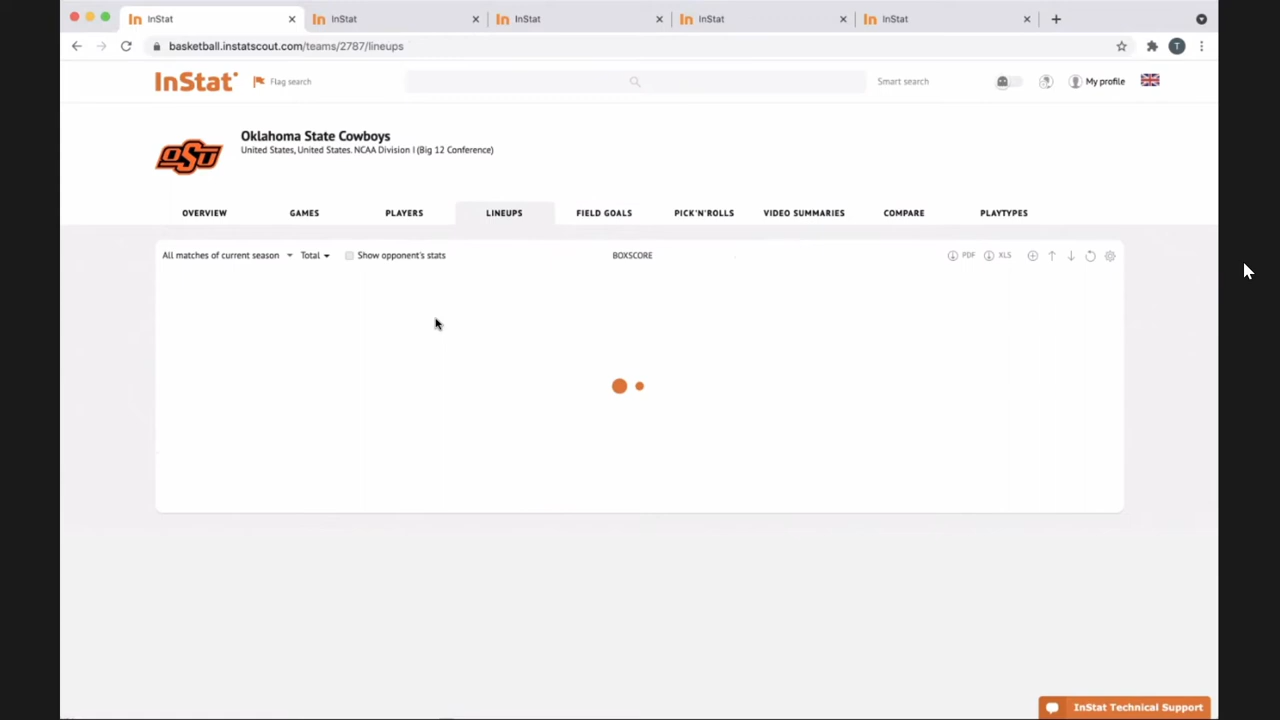 InStat InStat InStat InStat InStat
basketball.instatscout.com/teams/2787/lineups T
InStat Flag search Smart search My profile
Oklahoma State Cowboys
OSU United States, United States. NCAA Division I (Big 12 Conference)
OVERVIEW GAMES PLAYERS LINEUPS FIELD GOALS PICK'N'ROLLS VIDEO SUMMARIES COMPARE PLAYTYPES
All matches of current season Total Show opponent's stats BOXSCORE PDF XLS
InStat Technical Support